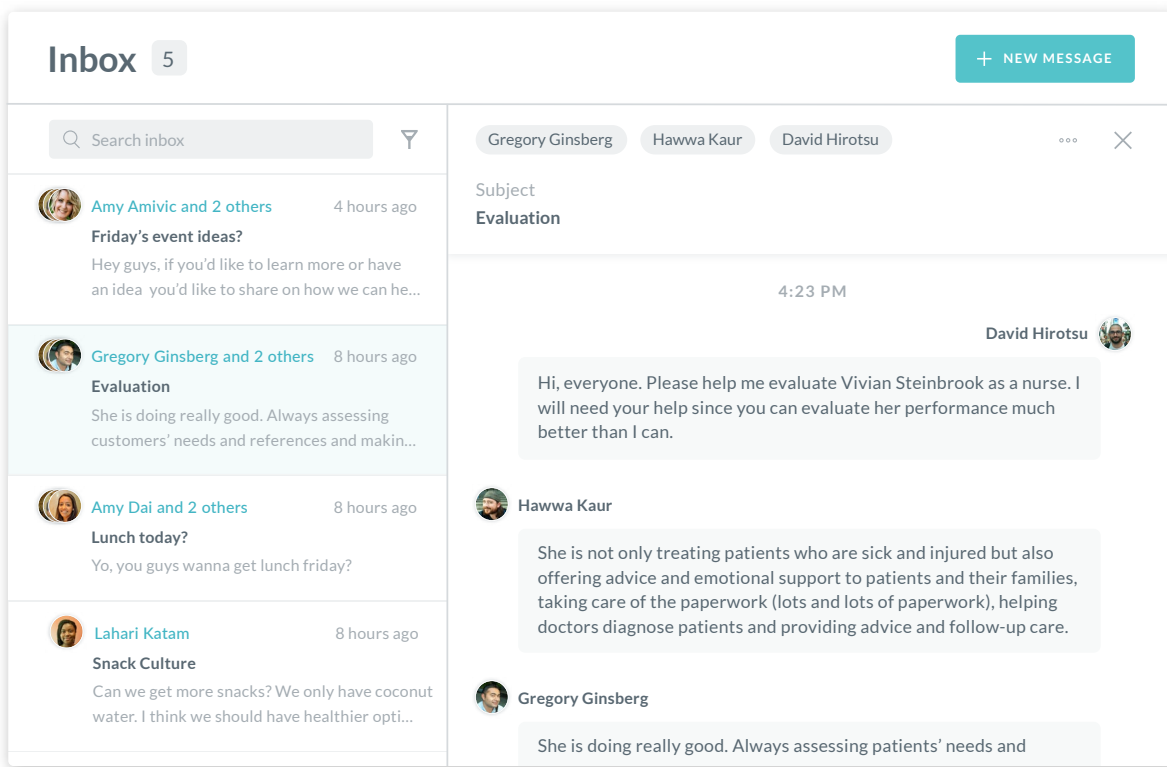 Inbox 5
+ NEW MESSAGE
Search inbox
Amy Amivic and 2 others 4 hours ago
Friday’s event ideas?
Hey guys, if you’d like to learn more or have
an idea you’d like to share on how we can he...
Gregory Ginsberg and 2 others 8 hours ago
Evaluation
She is doing really good. Always assessing
customers’ needs and references and makin...
Amy Dai and 2 others 8 hours ago
Lunch today?
Yo, you guys wanna get lunch friday?
Lahari Katam 8 hours ago
Snack Culture
Can we get more snacks? We only have coconut
water. I think we should have healthier opti...
Gregory Ginsberg Hawwa Kaur David Hirotsu
Subject
Evaluation
4:23 PM
David Hirotsu
Hi, everyone. Please help me evaluate Vivian Steinbrook as a nurse. I
will need your help since you can evaluate her performance much
better than I can.
Hawwa Kaur
She is not only treating patients who are sick and injured but also
offering advice and emotional support to patients and their families,
taking care of the paperwork (lots and lots of paperwork), helping
doctors diagnose patients and providing advice and follow-up care.
Gregory Ginsberg
She is doing really good. Always assessing patients’ needs and